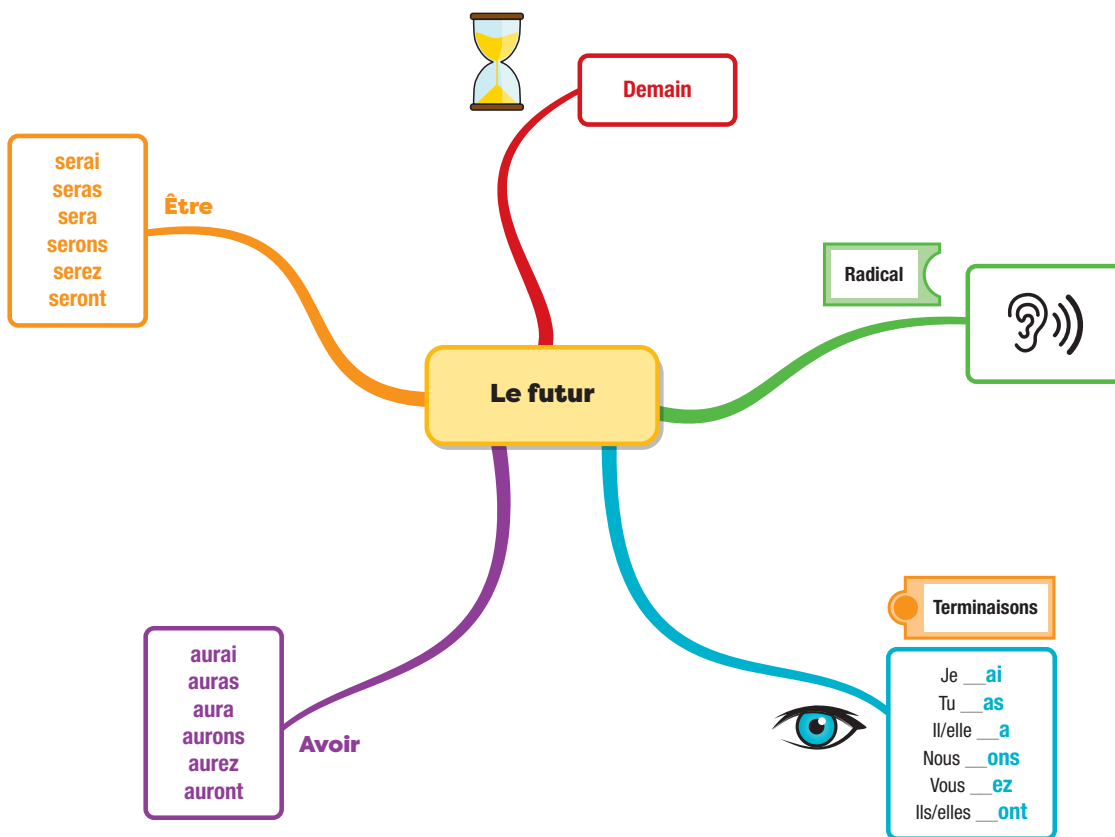 Demain
serai
seras
sera
serons
serez
seront
Être
Radical
Le futur
Terminaisons
Je __ai
Tu __as
Il/elle __a
Nous __ons
Vous __ez
Ils/elles __ont
aurai
auras
aura
aurons
aurez
auront
Avoir